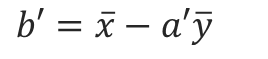 b′ = x̄ − a′ȳ